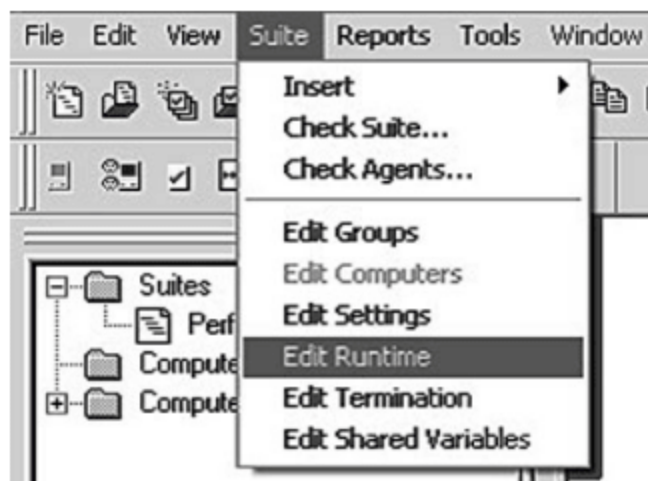 File Edit View Suite Reports Tools Window
Insert
Check Suite...
Check Agents...
Edit Groups
Edit Computers
Edit Settings
Edit Runtime
Edit Termination
Edit Shared Variables
Suites
Perf
Compute
Compute